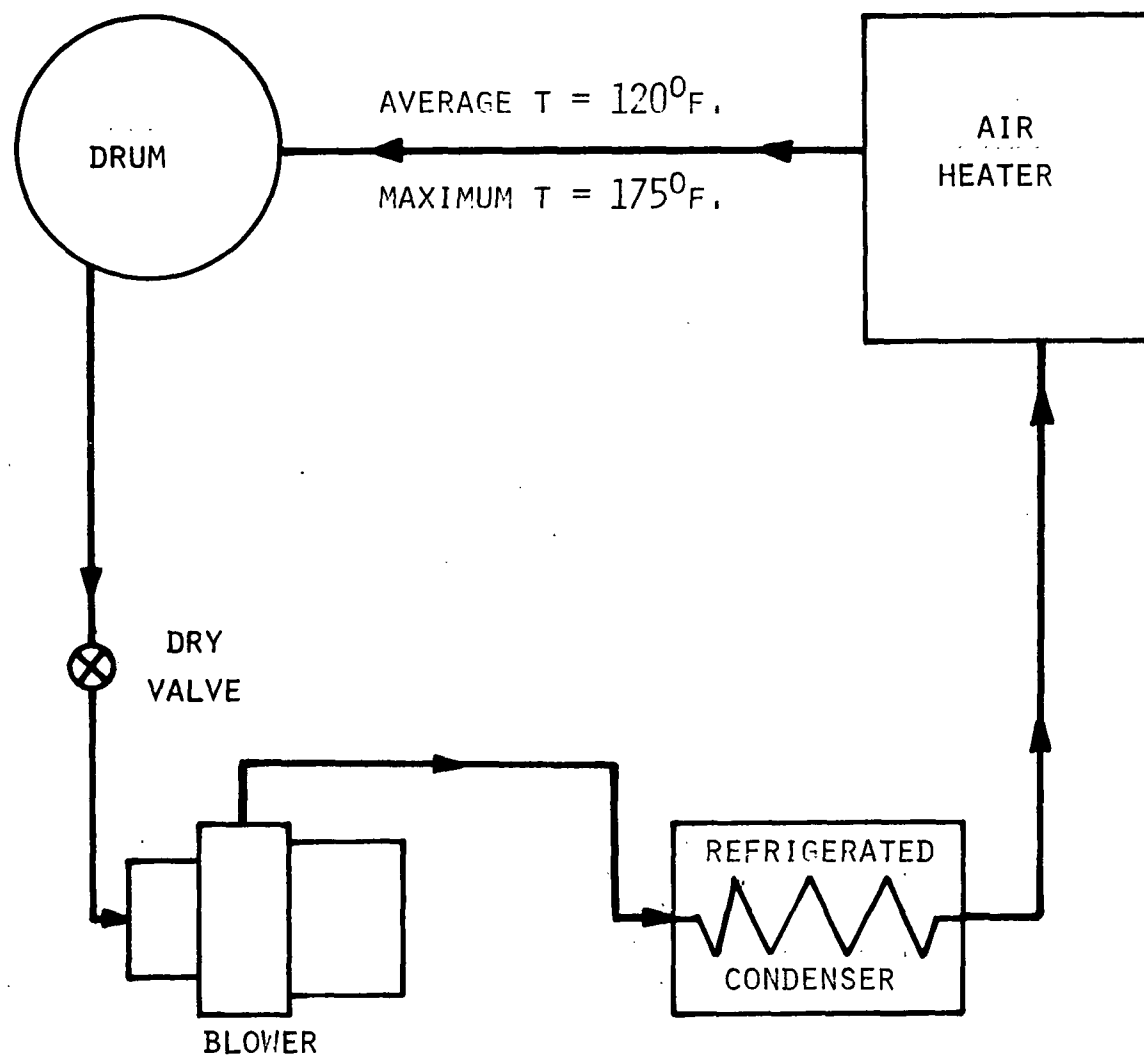 DRUM
AVERAGE T = 120°F.
MAXIMUM T = 175°F.
AIR
HEATER
DRY
VALVE
BLOWER
REFRIGERATED
CONDENSER